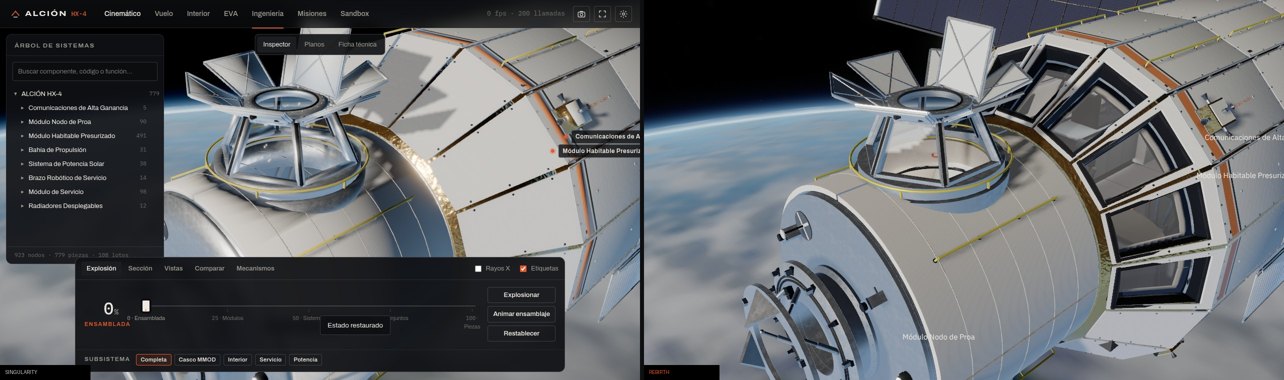 ALCIÓN HX-4 Cinemático Vuelo Interior EVA Ingeniería Misiones Sandbox 0 fps · 200 llamadas
Inspector Planos Ficha técnica
ÁRBOL DE SISTEMAS
Buscar componente, código o función...
ALCIÓN HX-4 779
Comunicaciones de Alta Ganancia 5
Módulo Nodo de Proa 90
Módulo Habitable Presurizado 491
Bahía de Propulsión 31
Sistema de Potencia Solar 38
Brazo Robótico de Servicio 14
Módulo de Servicio 98
Radiadores Desplegables 12
923 nodos · 779 piezas · 108 lotes
Comunicaciones de A
Módulo Habitable Presuriz
Explosión Sección Vistas Comparar Mecanismos Rayos X Etiquetas
0%
ENSAMBLADA
0 · Ensamblada 25 · Módulos 50 · Sistem 100 Piezas
Estado restaurado
Explosionar
Animar ensamblaje
Restablecer
SUBSISTEMA Completa Casco MMOD Interior Servicio Potencia
SINGULARITY
Comunicaciones de Alta
Módulo Habitable Presuriza
Módulo Nodo de Proa
REBIRTH